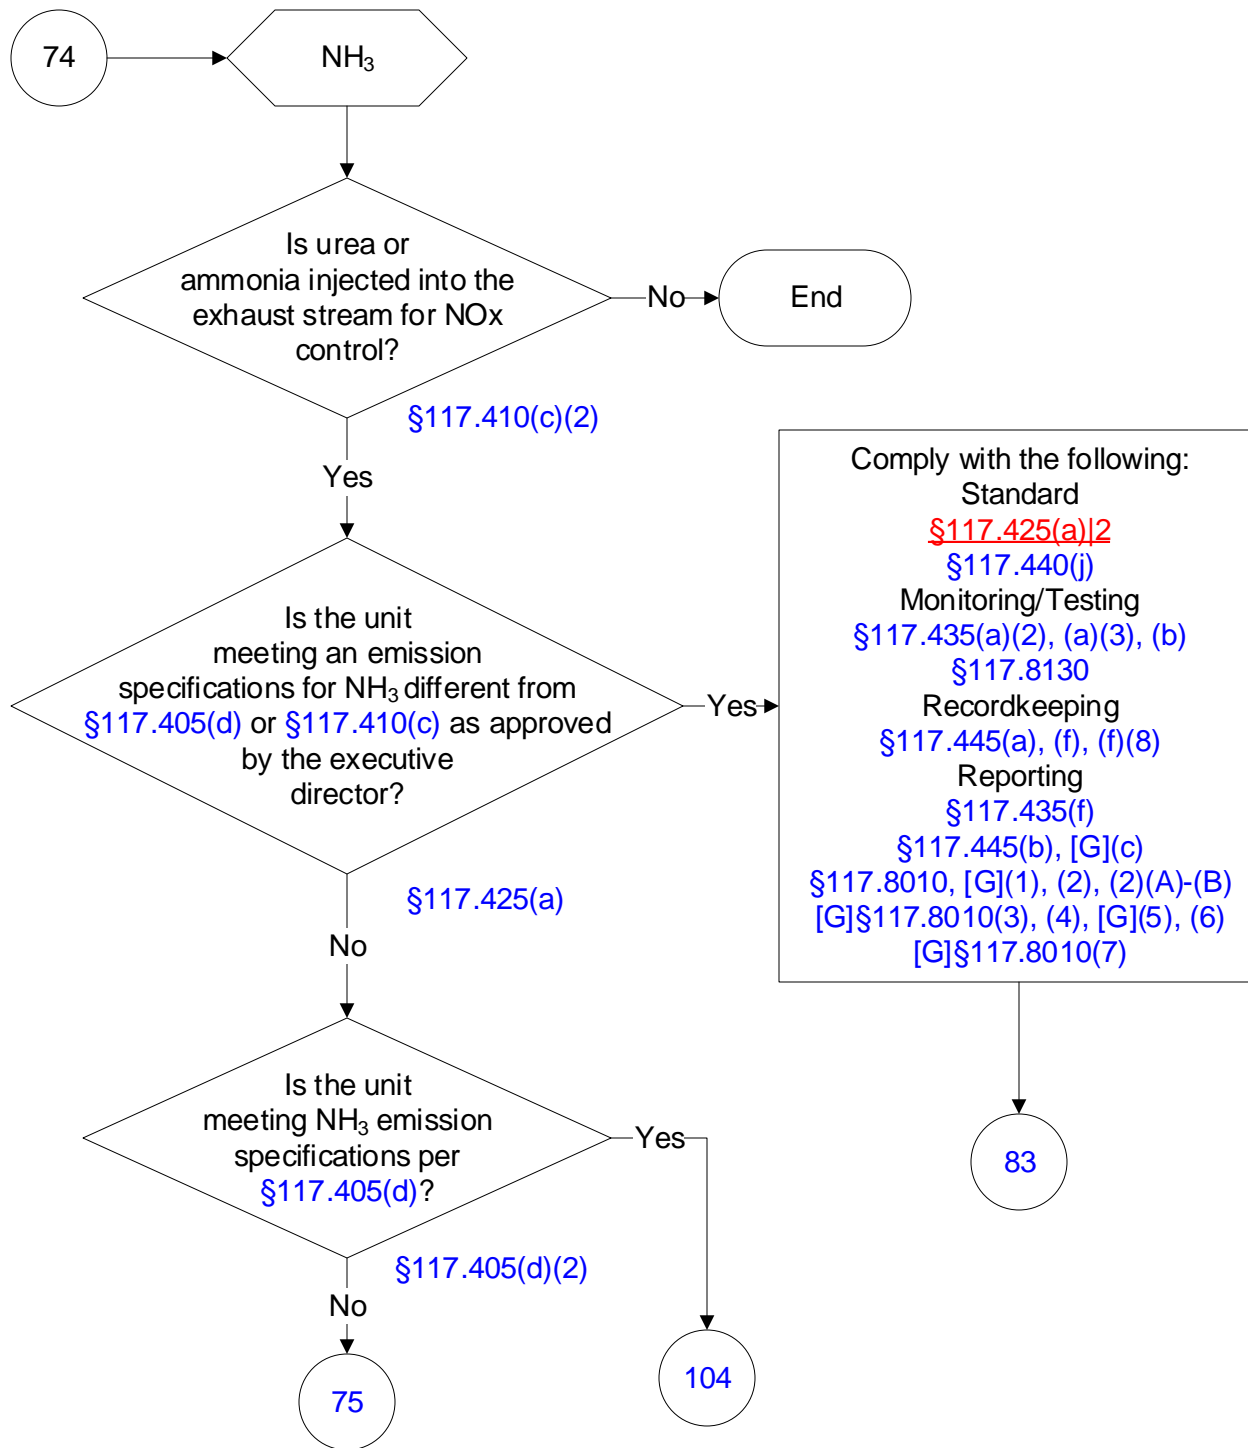 74
NH₃
Is urea or
ammonia injected into the
exhaust stream for NOx
control?
No
End
§117.410(c)(2)
Yes
Is the unit
meeting an emission
specifications for NH₃ different from
§117.405(d) or §117.410(c) as approved
by the executive
director?
Yes
§117.425(a)
No
Comply with the following:
Standard
§117.425(a)|2
§117.440(j)
Monitoring/Testing
§117.435(a)(2), (a)(3), (b)
§117.8130
Recordkeeping
§117.445(a), (f), (f)(8)
Reporting
§117.435(f)
§117.445(b), [G](c)
§117.8010, [G](1), (2), (2)(A)-(B)
[G]§117.8010(3), (4), [G](5), (6)
[G]§117.8010(7)
83
Is the unit
meeting NH₃ emission
specifications per
§117.405(d)?
Yes
§117.405(d)(2)
No
75
104